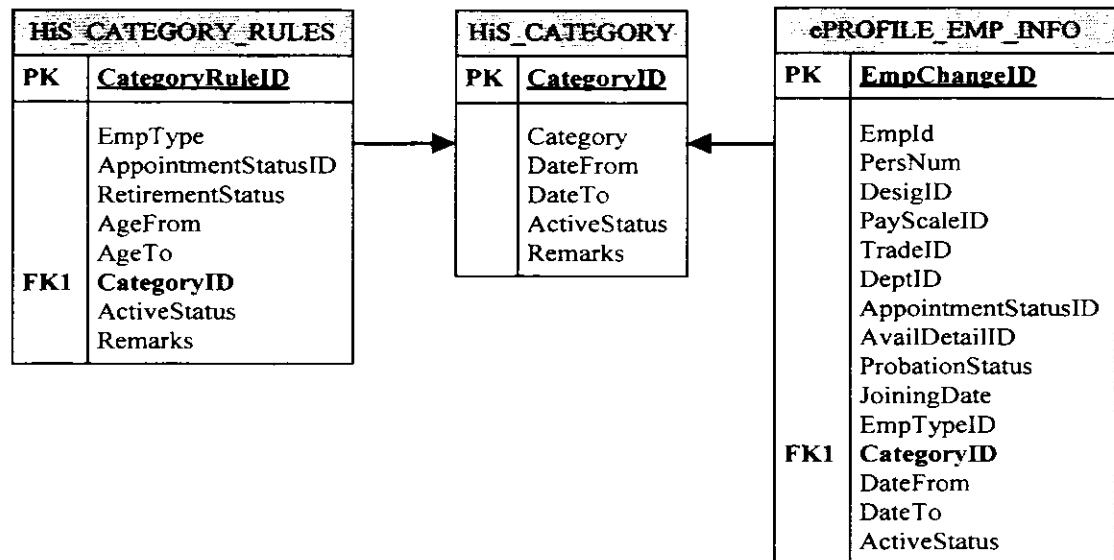 HiS_CATEGORY_RULES
PK CategoryRuleID
EmpType
AppointmentStatusID
RetirementStatus
AgeFrom
AgeTo
FK1 CategoryID
ActiveStatus
Remarks
HiS_CATEGORY
PK CategoryID
Category
DateFrom
DateTo
ActiveStatus
Remarks
ePROFILE_EMP_INFO
PK EmpChangeID
EmpId
PersNum
DesigID
PayScaleID
TradeID
DeptID
AppointmentStatusID
AvailDetailID
ProbationStatus
JoiningDate
EmpTypeID
FK1 CategoryID
DateFrom
DateTo
ActiveStatus